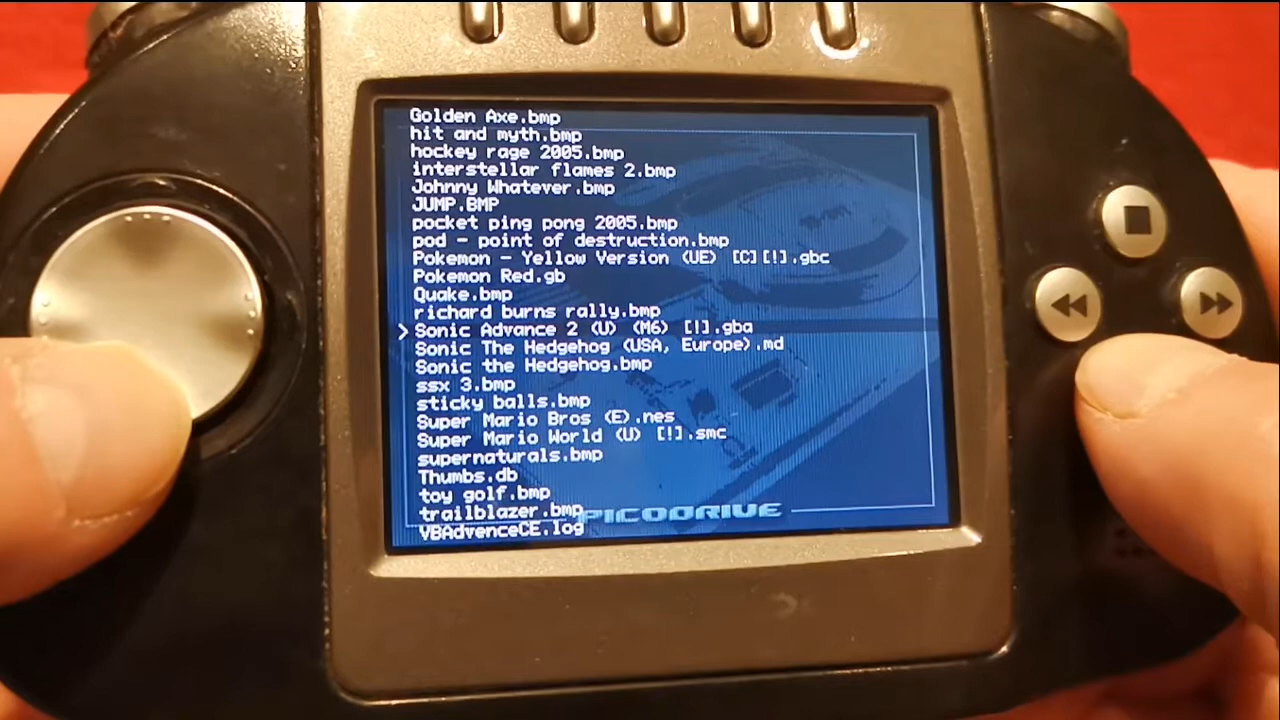 Golden Axe.bmp
hit and myth.bmp
hockey rage 2005.bmp
interstellar flames 2.bmp
Johnny Whatever.bmp
JUMP.BMP
pocket ping pong 2005.bmp
pod - point of destruction.bmp
Pokemon - Yellow Version (UE) [C][!].gbc
Pokemon Red.gb
Quake.bmp
richard burns rally.bmp
>Sonic Advance 2 (U) (M6) [!].gba
Sonic The Hedgehog (USA, Europe).md
Sonic the Hedgehog.bmp
ssx 3.bmp
sticky balls.bmp
Super Mario Bros (E).nes
Super Mario World (U) [!].smc
supernaturals.bmp
Thumbs.db
toy golf.bmp
trailblazer.bmp
PICODRIVE
VBAdvenceCE.log